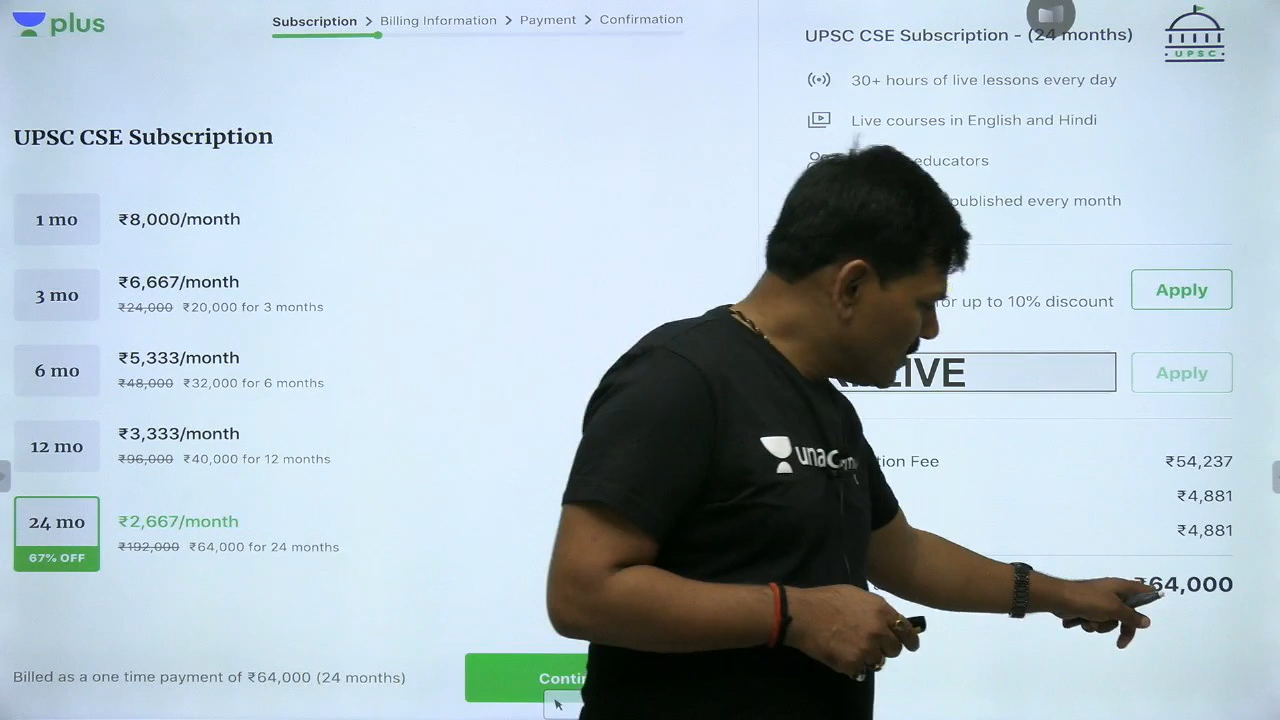 plus
Subscription > Billing Information > Payment > Confirmation
UPSC CSE Subscription
1 mo ₹8,000/month
3 mo ₹6,667/month
₹24,000 ₹20,000 for 3 months
6 mo ₹5,333/month
₹48,000 ₹32,000 for 6 months
12 mo ₹3,333/month
₹96,000 ₹40,000 for 12 months
24 mo ₹2,667/month
67% OFF ₹192,000 ₹64,000 for 24 months
Billed as a one time payment of ₹64,000 (24 months)
UPSC CSE Subscription - (24 months)
UPSC
30+ hours of live lessons every day
Live courses in English and Hindi
educators
published every month
for up to 10% discount Apply
LIVE Apply
Fee ₹54,237
₹4,881
₹4,881
₹64,000